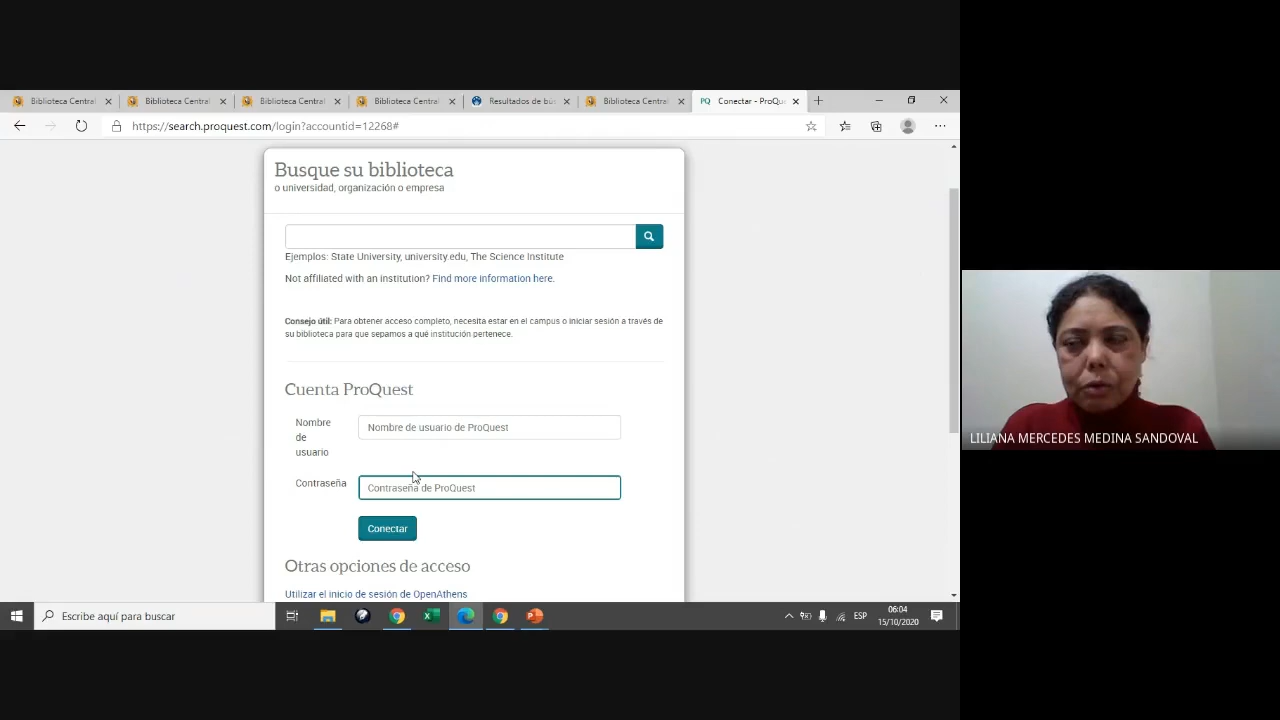 Biblioteca Central
Biblioteca Central
Biblioteca Central
Biblioteca Central
Resultados de bús
Biblioteca Central
PQ
Conectar - ProQue
https://search.proquest.com/login?accountid=12268#
Busque su biblioteca
o universidad, organización o empresa
Ejemplos: State University, university.edu, The Science Institute
Not affiliated with an institution? Find more information here.
Consejo útil: Para obtener acceso completo, necesita estar en el campus o iniciar sesión a través de
su biblioteca para que sepamos a qué institución pertenece.
Cuenta ProQuest
Nombre
de
usuario
Nombre de usuario de ProQuest
Contraseña
Contraseña de ProQuest
Conectar
Otras opciones de acceso
Utilizar el inicio de sesión de OpenAthens
LILIANA MERCEDES MEDINA SANDOVAL
Escribe aquí para buscar
ESP
06:04
15/10/2020